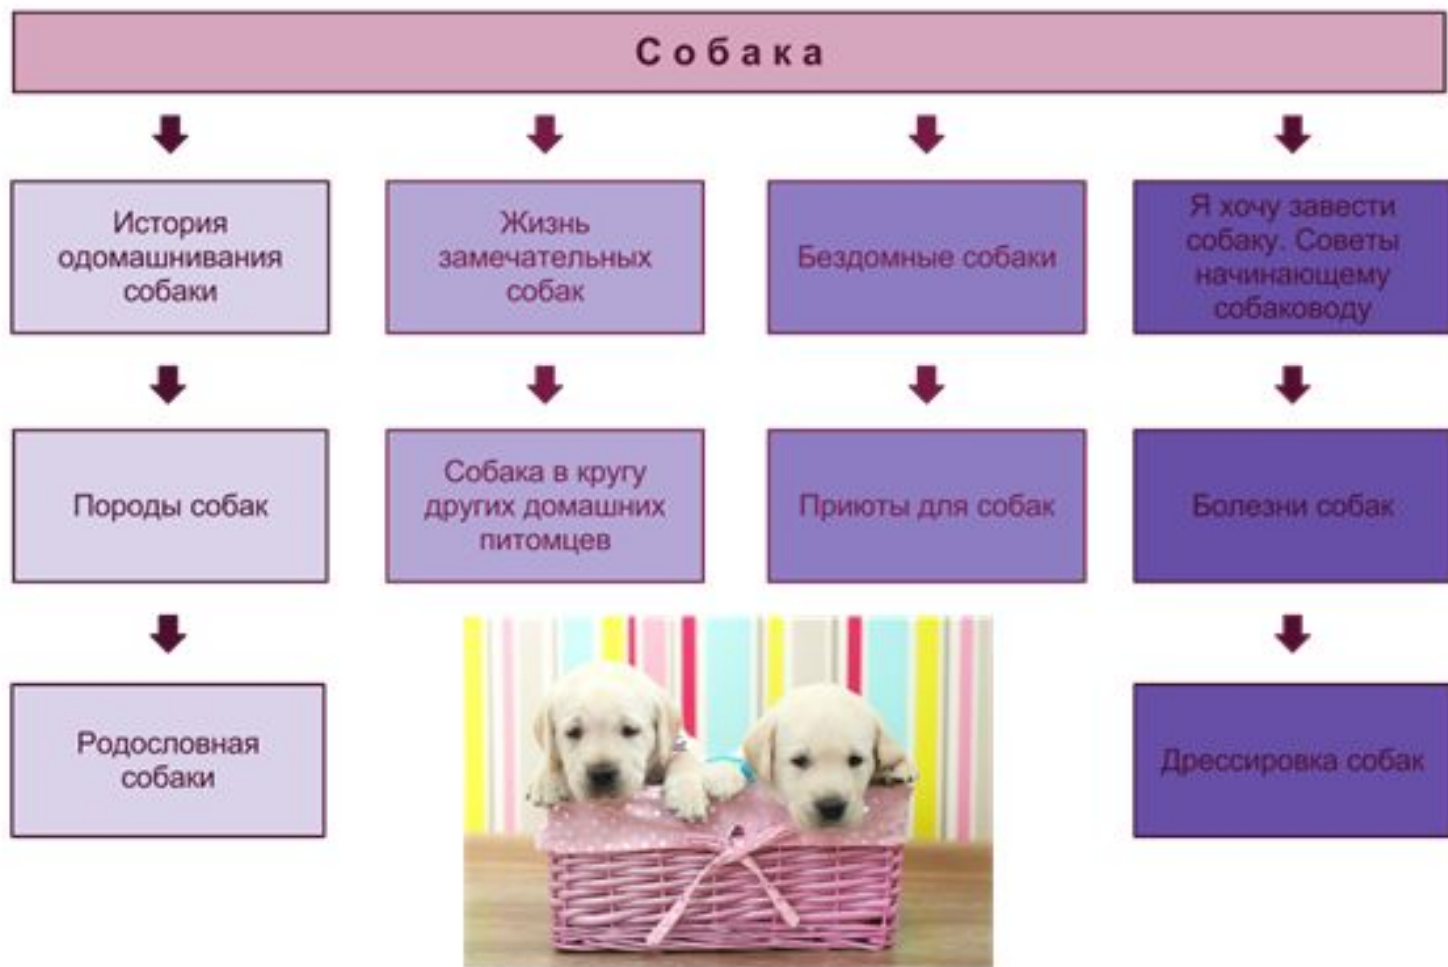 Собака
История
одомашнивания
собаки
Жизнь
замечательных
собак
Бездомные собаки
Я хочу завести
собаку. Советы
начинающему
собаководу
Породы собак
Собака в кругу
других домашних
питомцев
Приюты для собак
Болезни собак
Родословная
собаки
Дрессировка собак